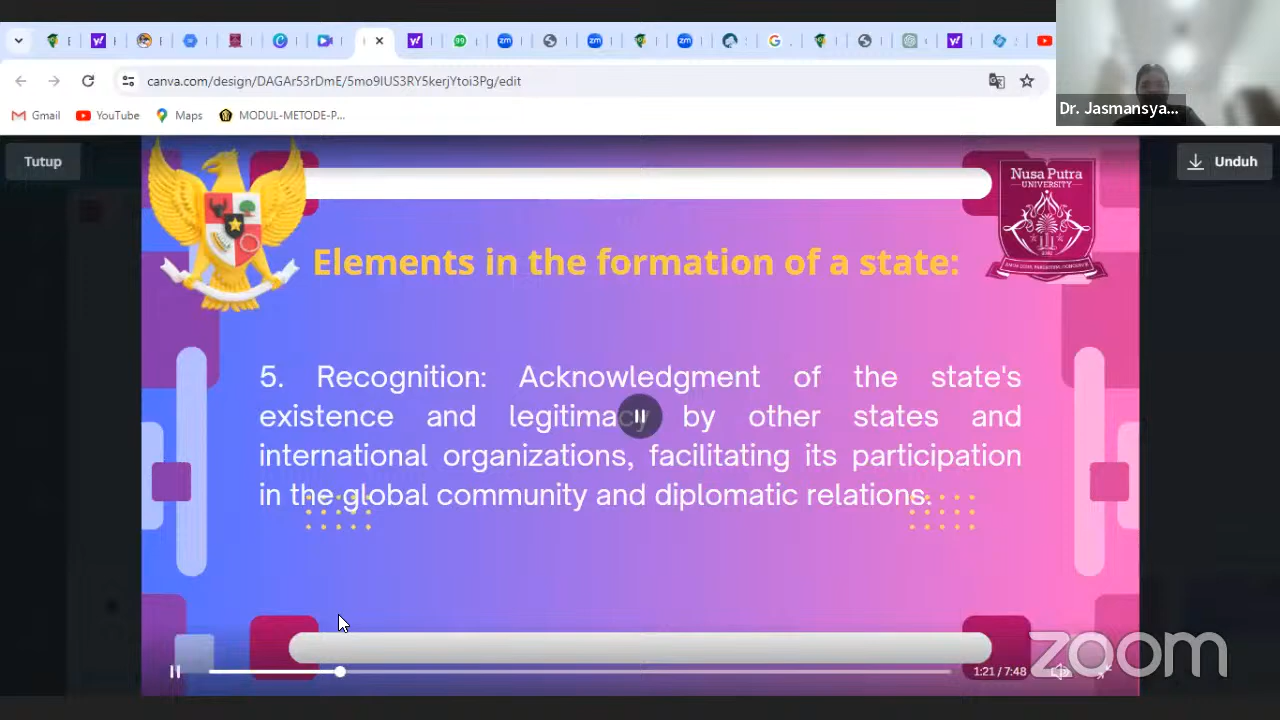 canva.com/design/DAGAr53rDmE/5mo9IUS3RY5kerjYtoi3Pg/edit
Gmail
YouTube
Maps
MODUL-METODE-P...
Dr. Jasmansya...
Tutup
Unduh
Nusa Putra
UNIVERSITY
Elements in the formation of a state:
5. Recognition: Acknowledgment of the state's
existence and legitimacy by other states and
international organizations, facilitating its participation
in the global community and diplomatic relations.
1:21 / 7:48
zoom